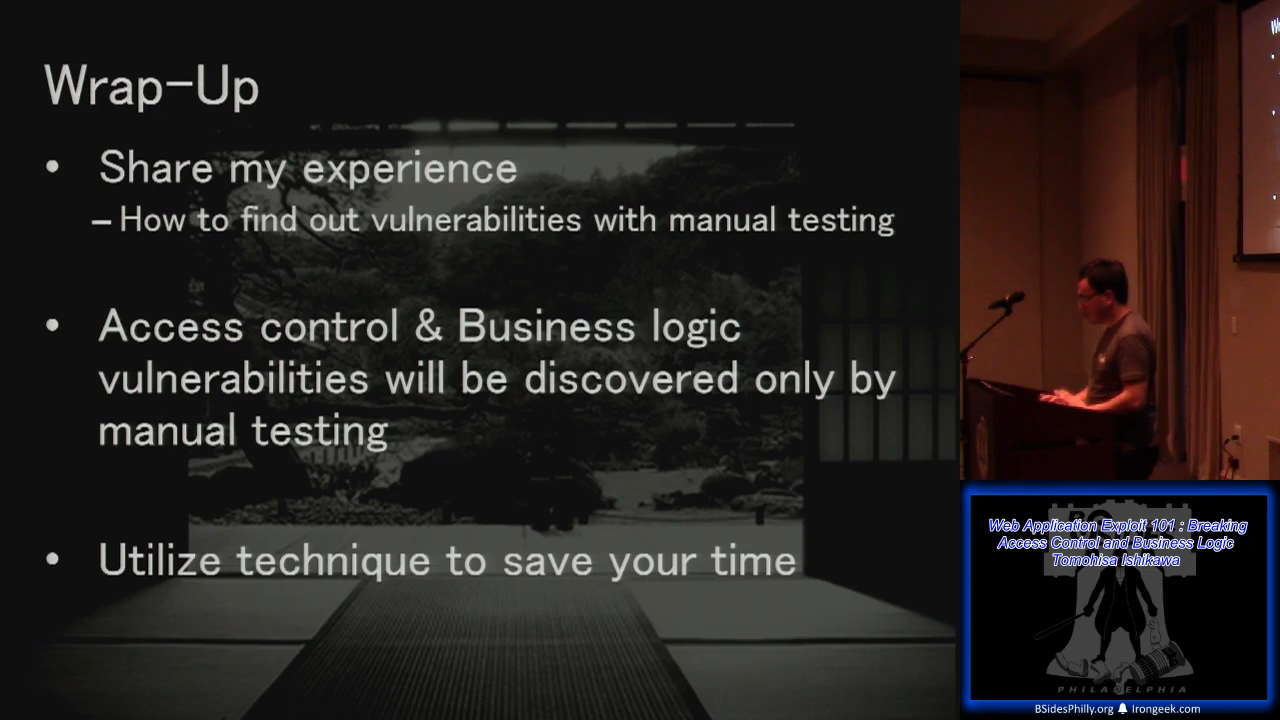 Wrap-Up
• Share my experience
– How to find out vulnerabilities with manual testing
• Access control & Business logic
vulnerabilities will be discovered only by
manual testing
• Utilize technique to save your time
Web Application Exploit 101 : Breaking
Access Control and Business Logic
Tomohisa Ishikawa
PHILADELPHIA
BSidesPhilly.org Irongeek.com